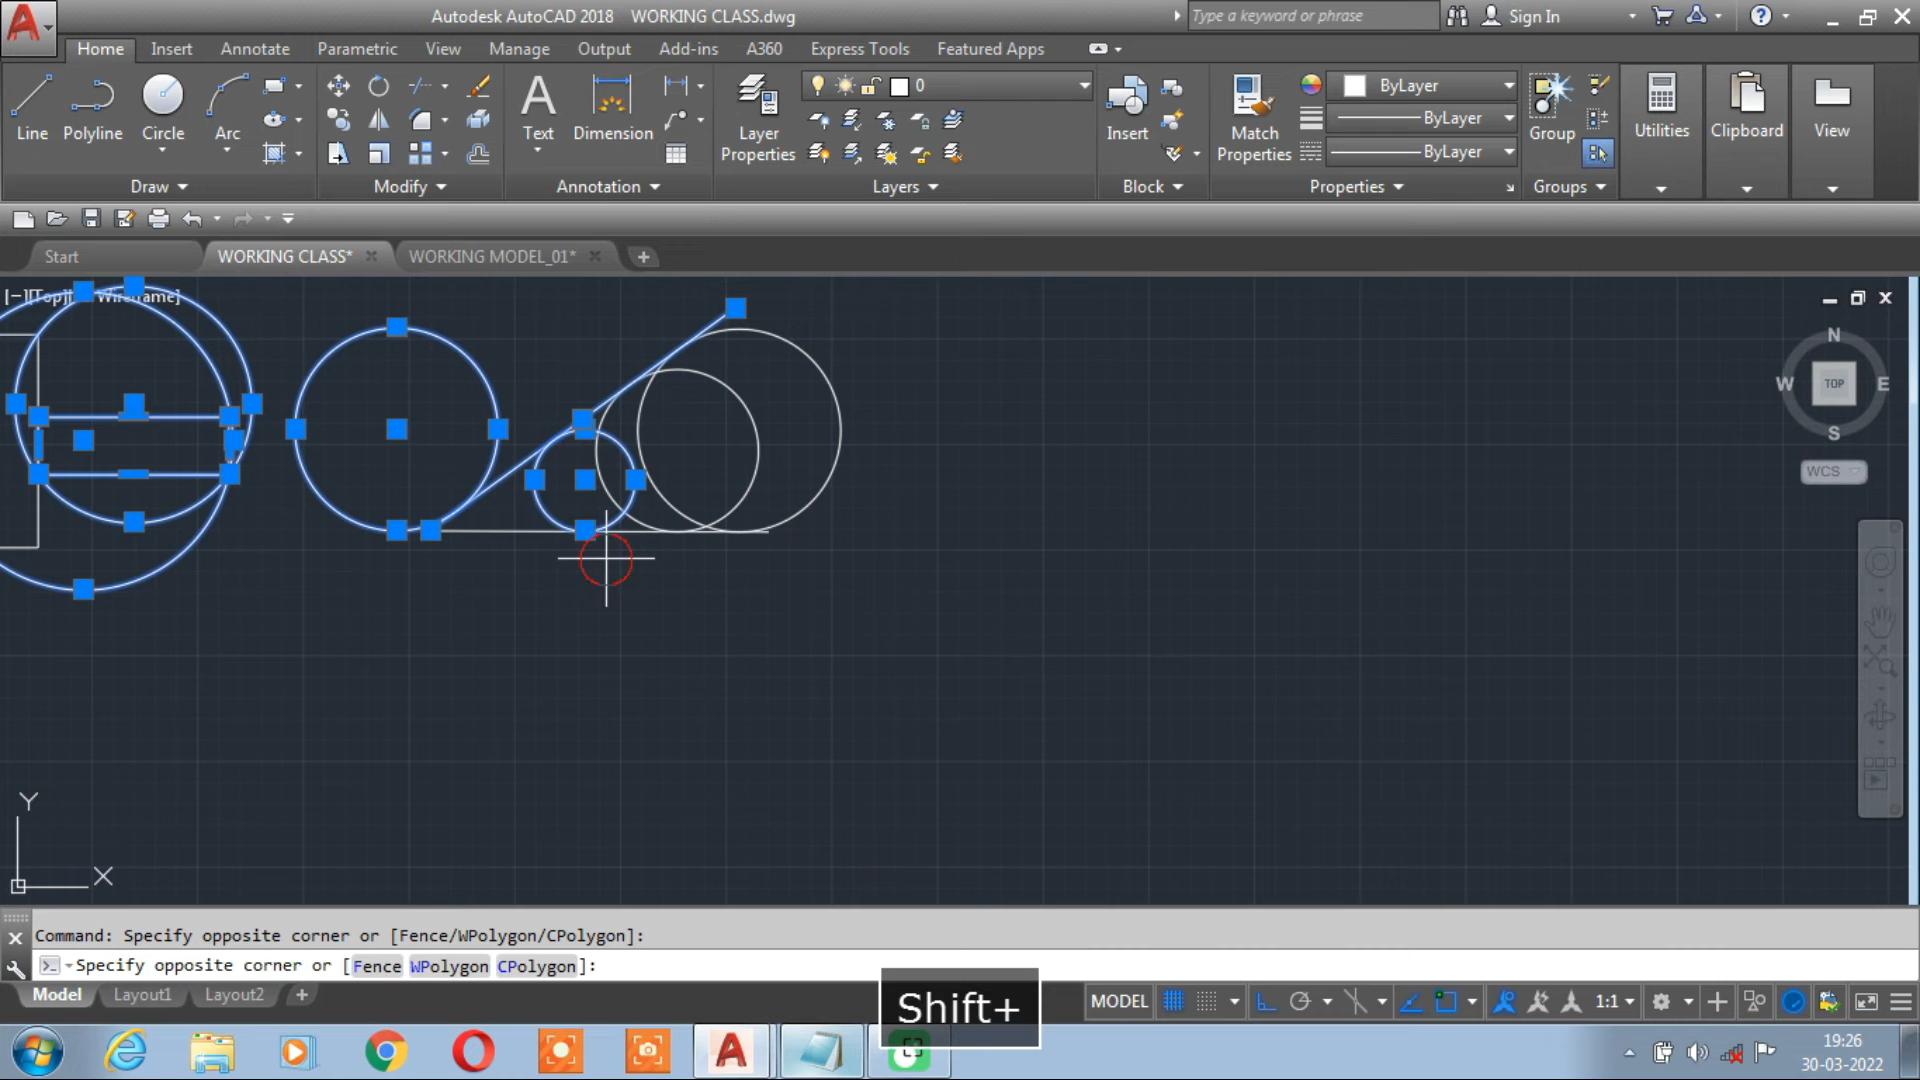 Autodesk AutoCAD 2018 WORKING CLASS.dwg
Type a keyword or phrase
Sign In
Home Insert Annotate Parametric View Manage Output Add-ins A360 Express Tools Featured Apps
Line Polyline Circle Arc
Text Dimension
Layer
Properties
0
Insert
Match
Properties
ByLayer
ByLayer
ByLayer
Group
Utilities
Clipboard
View
Draw Modify Annotation Layers Block Properties Groups
Start WORKING CLASS* WORKING MODEL_01*
N
W TOP E
S
WCS
Y
X
Command: Specify opposite corner or [Fence/WPolygon/CPolygon]:
Specify opposite corner or [Fence WPolygon CPolygon]:
Shift+
Model Layout1 Layout2
MODEL 1:1
19:26
30-03-2022